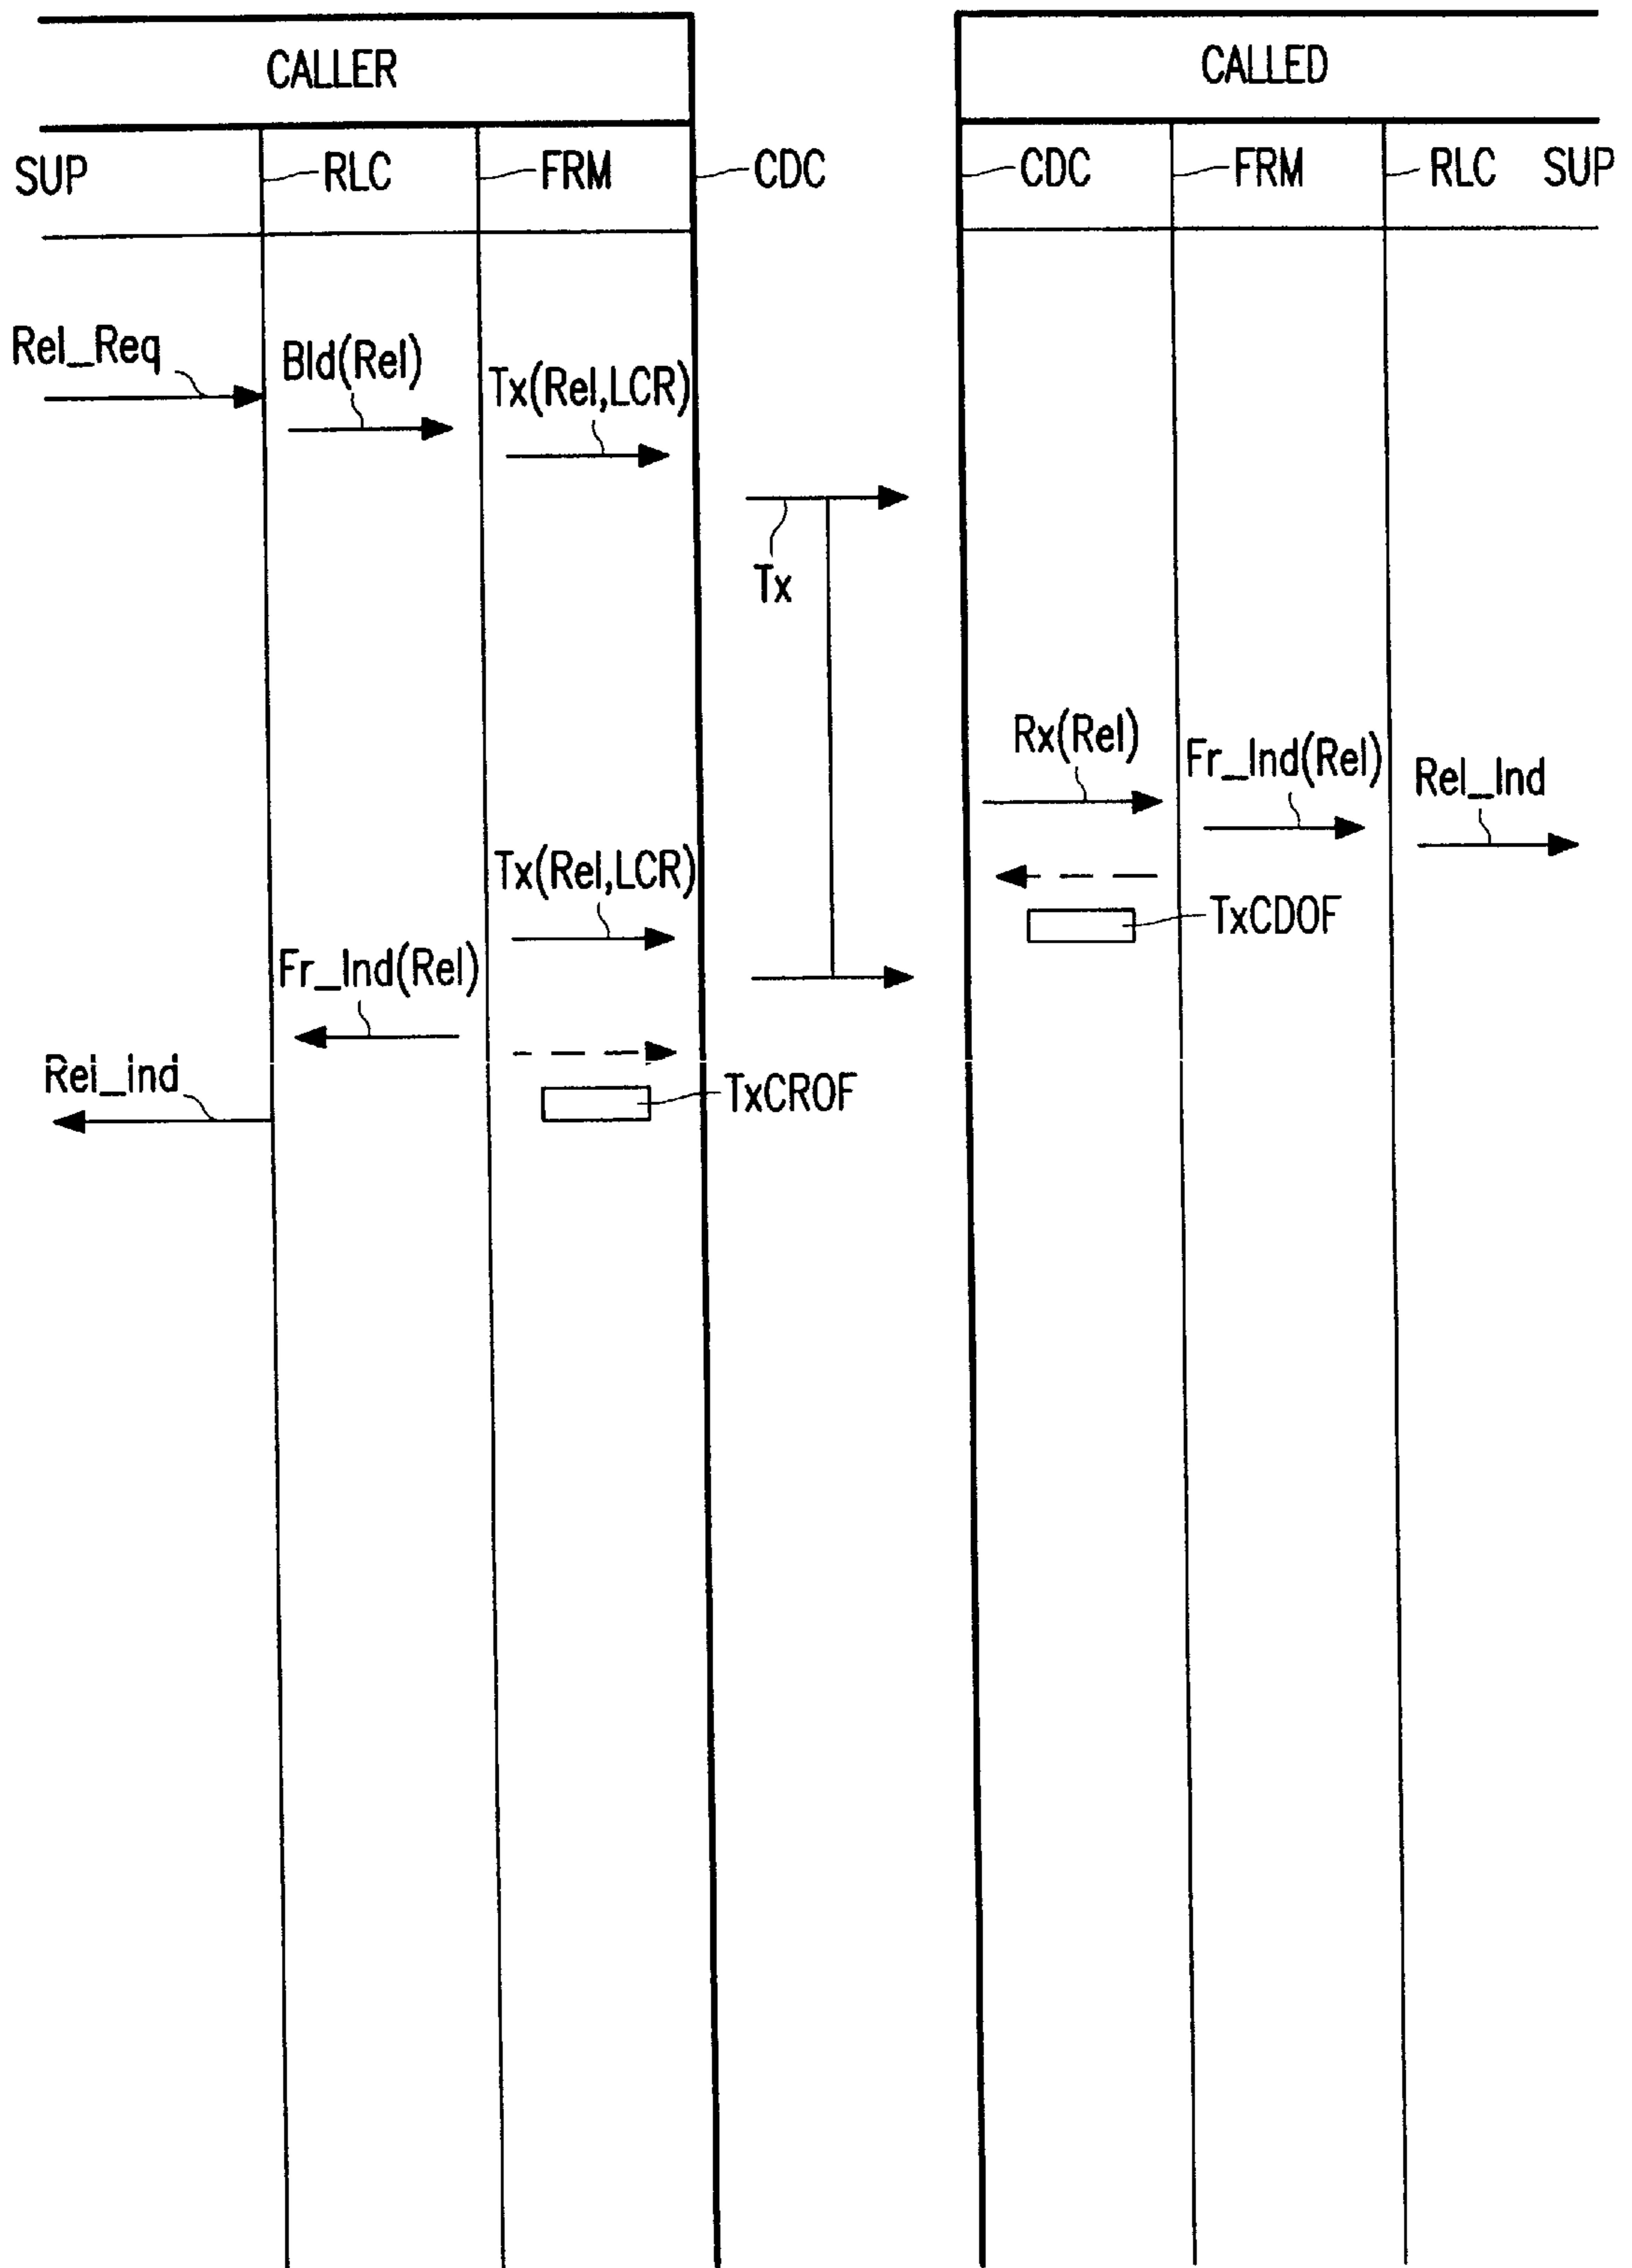 CALLER
CALLED
SUP RLC FRM CDC
CDC FRM RLC SUP
Rel_Req
Bld(Rel)
Tx(Rel,LCR)
Tx
Rx(Rel)
Fr_Ind(Rel)
Rel_Ind
Tx(Rel,LCR)
TxCDOF
Fr_Ind(Rel)
Rel_ind
TxCROF